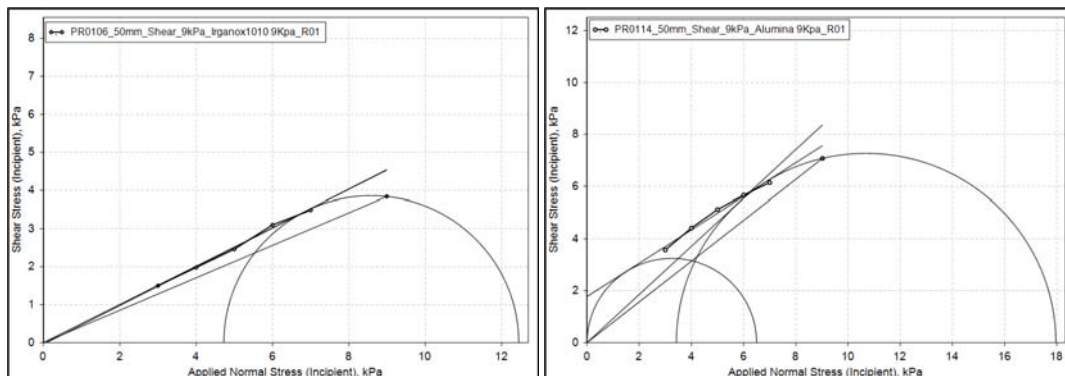 PR0106_50mm_Shear_9kPa_Irganox1010 9Kpa_R01
Shear Stress (Incipient), kPa
8
7
6
5
4
3
2
1
0
0 2 4 6 8 10 12
Applied Normal Stress (Incipient), kPa
PR0114_50mm_Shear_9kPa_Alumina 9Kpa_R01
Shear Stress (Incipient), kPa
12
10
8
6
4
2
0
0 2 4 6 8 10 12 14 16 18
Applied Normal Stress (Incipient), kPa